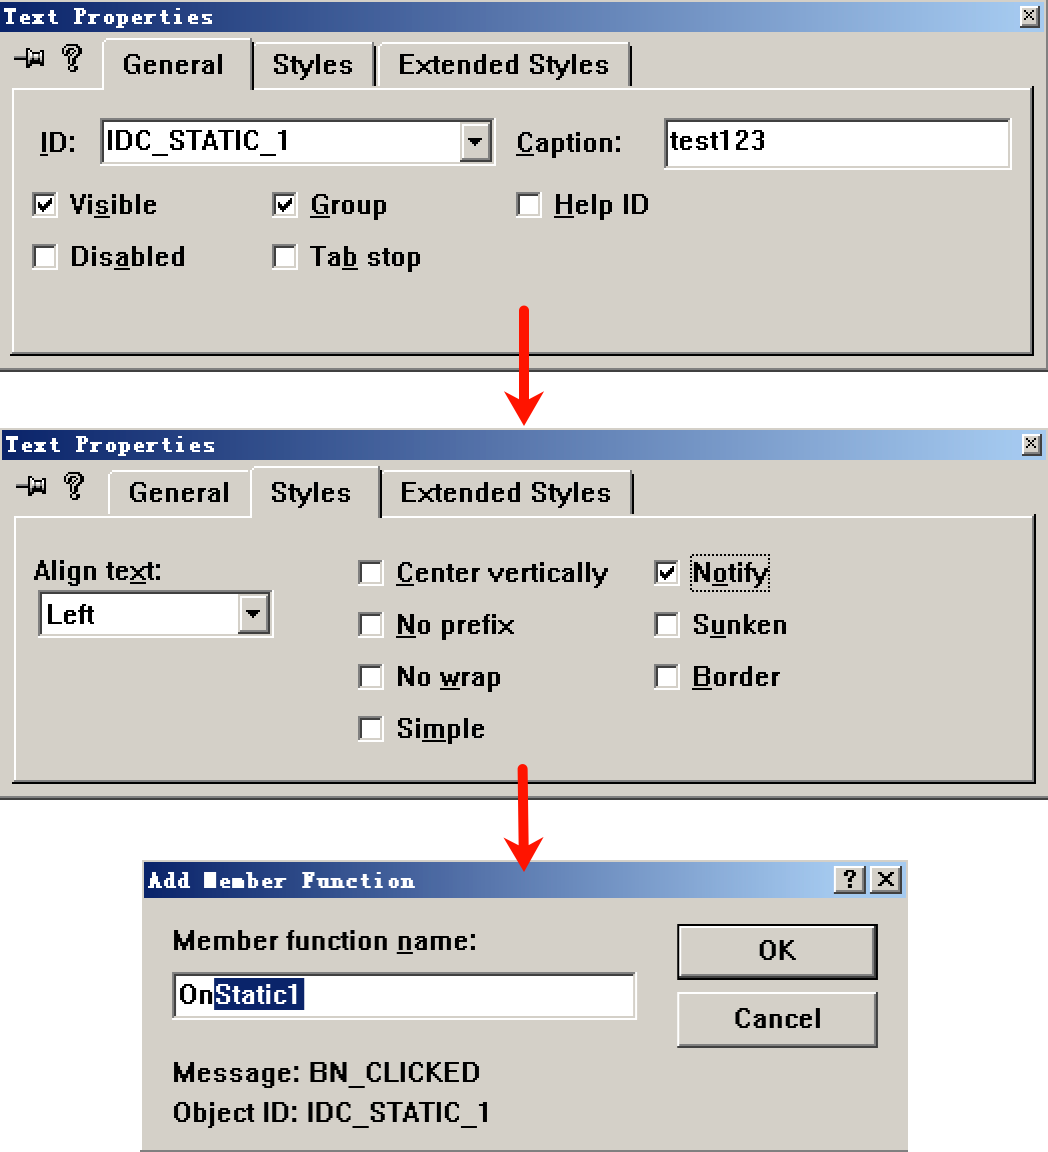 Text Properties
General Styles Extended Styles
ID: IDC_STATIC_1 Caption: test123
Visible Group Help ID
Disabled Tab stop
Text Properties
General Styles Extended Styles
Align text: Center vertically Notify
Left No prefix Sunken
No wrap Border
Simple
Add Member Function
Member function name: OK
OnStatic1 Cancel
Message: BN_CLICKED
Object ID: IDC_STATIC_1